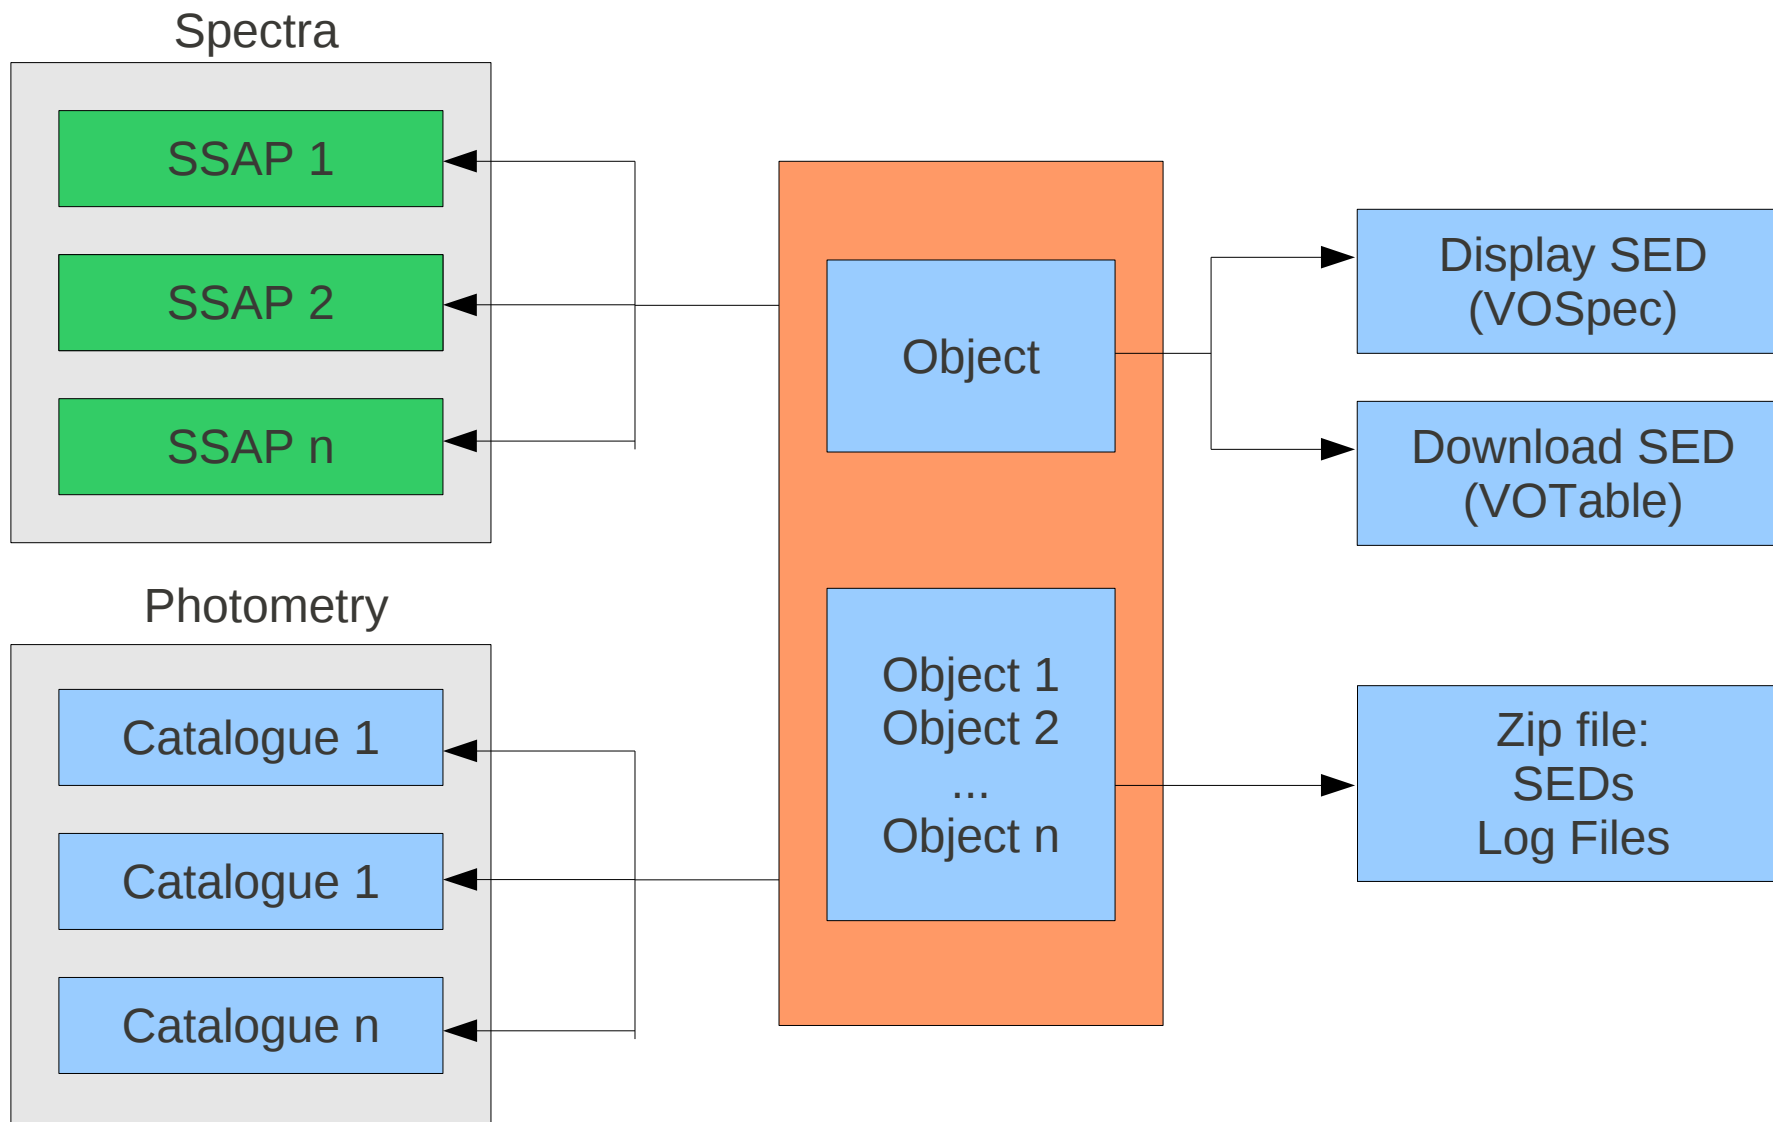 Spectra
SSAP 1
SSAP 2
SSAP n
Photometry
Catalogue 1
Catalogue 1
Catalogue n
Object
Object 1
Object 2
...
Object n
Display SED
(VOSpec)
Download SED
(VOTable)
Zip file:
SEDs
Log Files